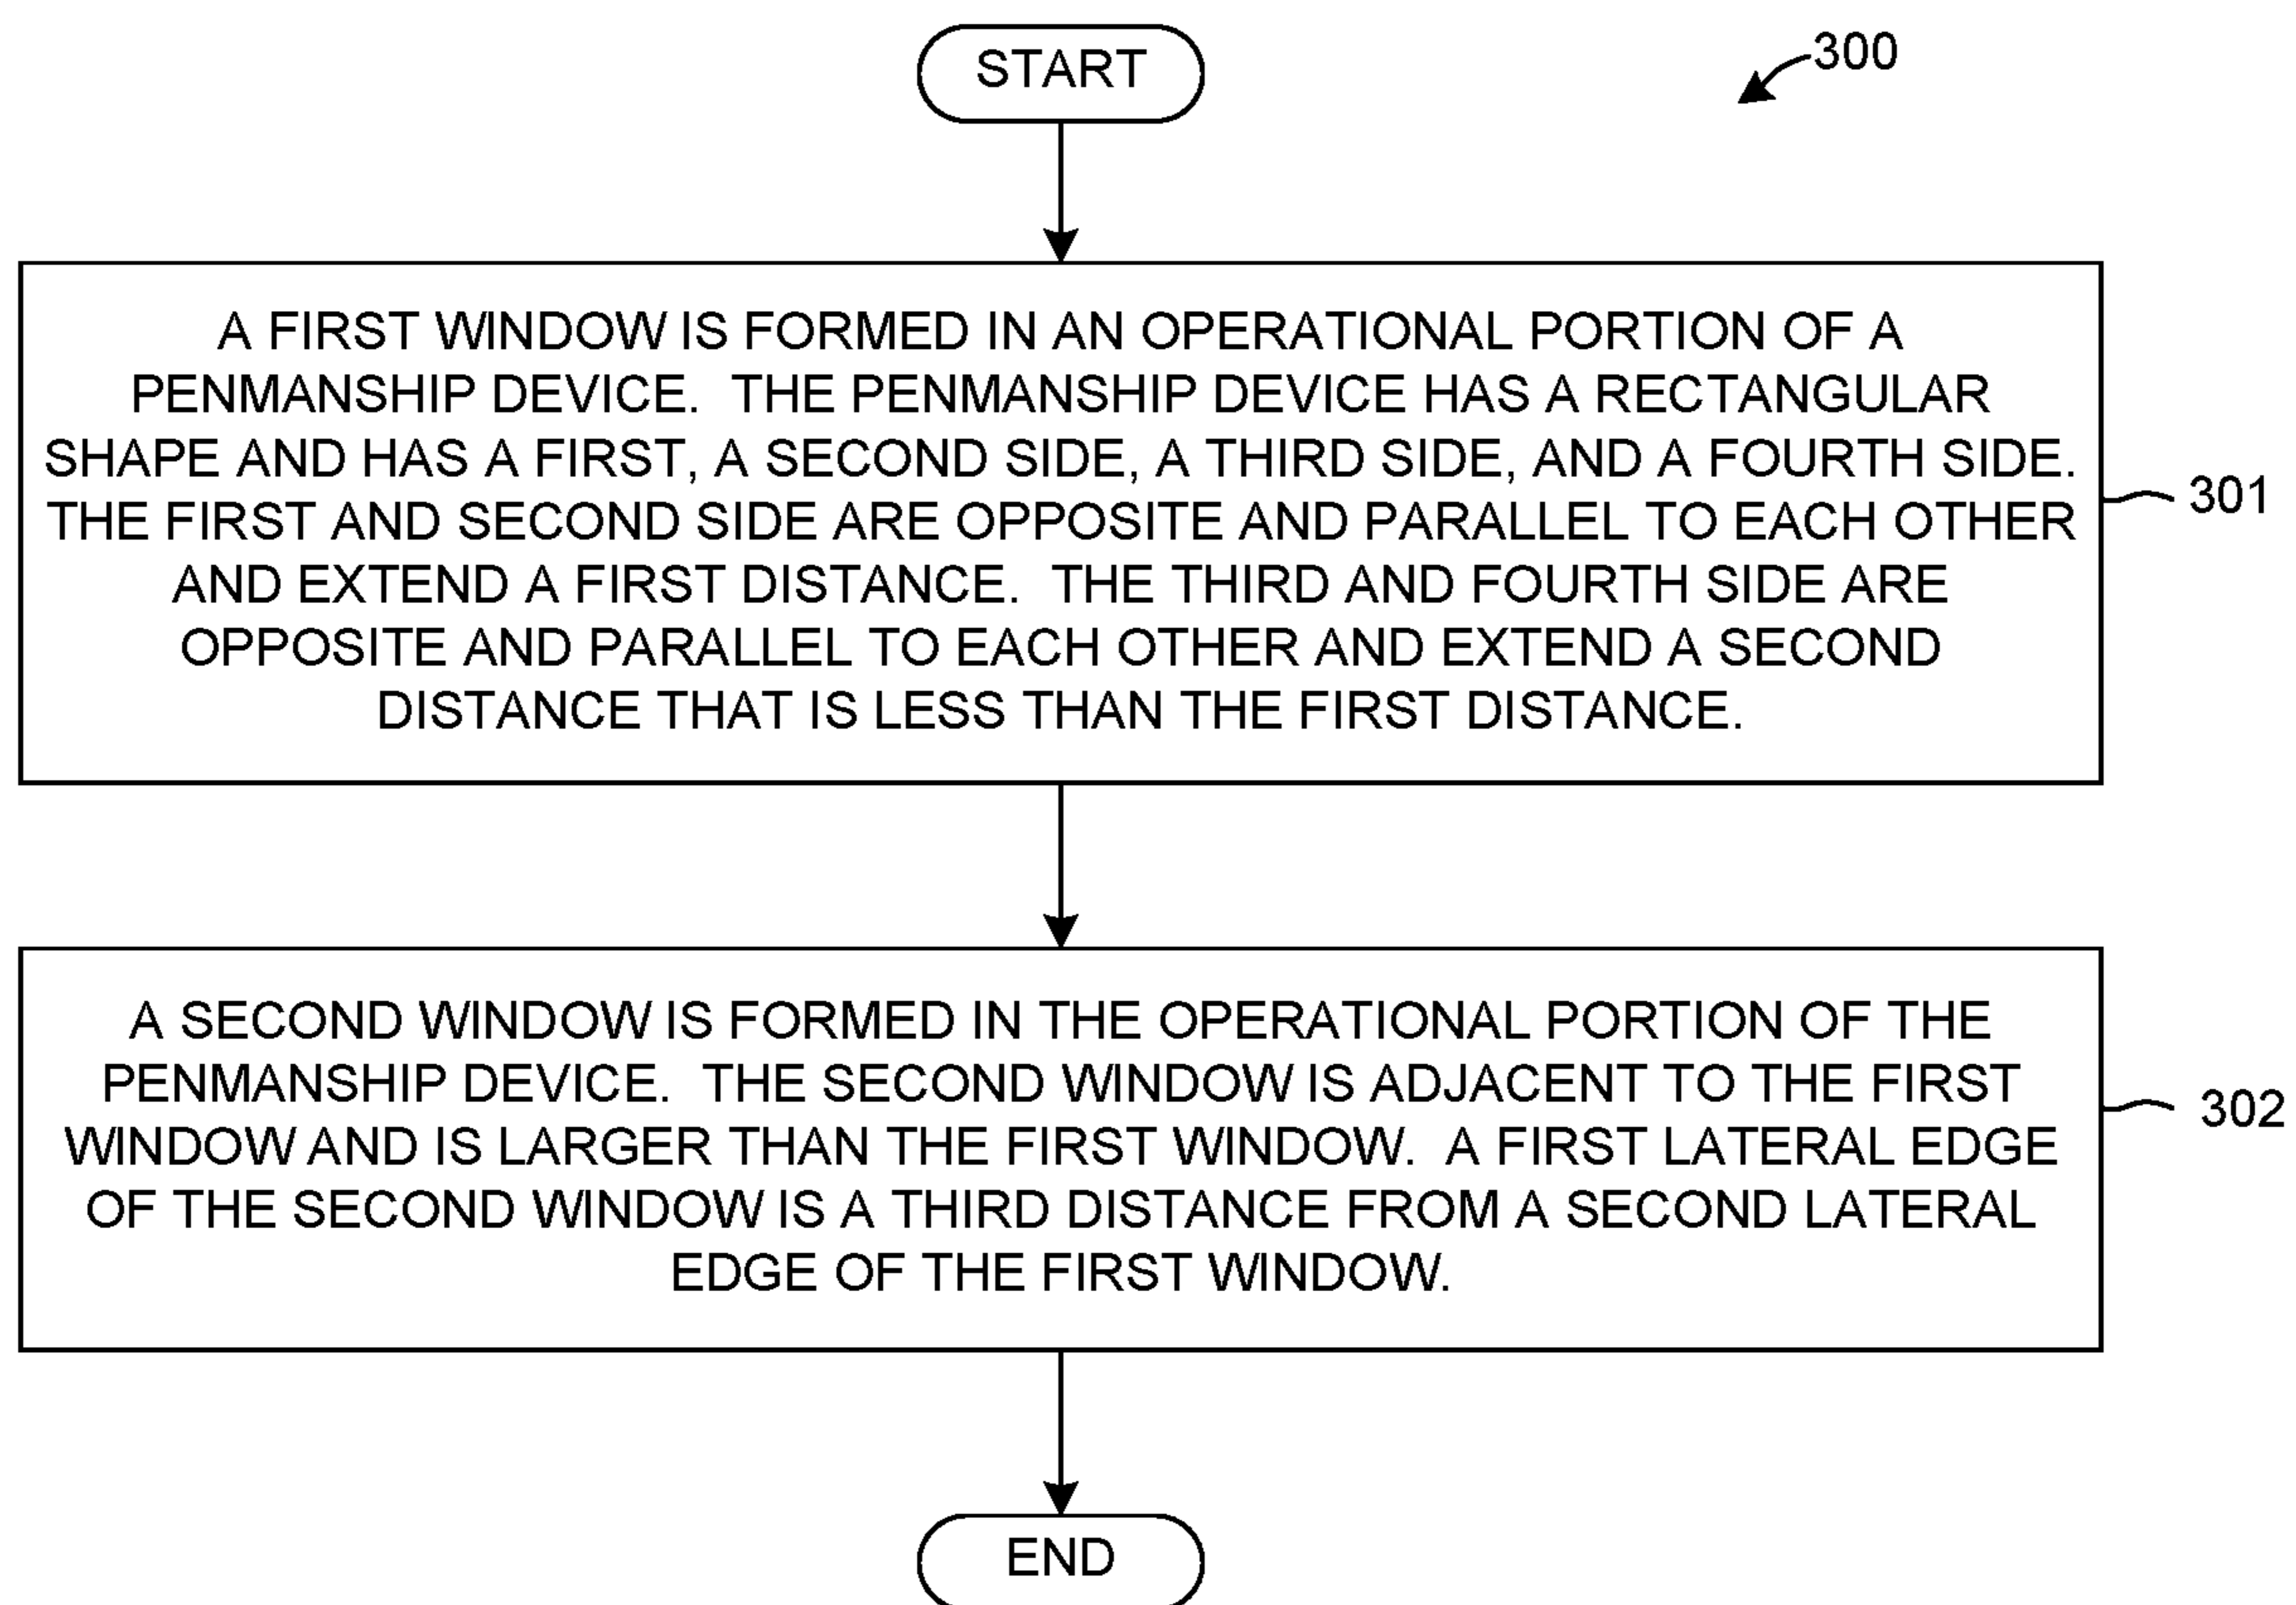 START
300
A FIRST WINDOW IS FORMED IN AN OPERATIONAL PORTION OF A
PENMANSHIP DEVICE. THE PENMANSHIP DEVICE HAS A RECTANGULAR
SHAPE AND HAS A FIRST, A SECOND SIDE, A THIRD SIDE, AND A FOURTH SIDE.
THE FIRST AND SECOND SIDE ARE OPPOSITE AND PARALLEL TO EACH OTHER
AND EXTEND A FIRST DISTANCE. THE THIRD AND FOURTH SIDE ARE
OPPOSITE AND PARALLEL TO EACH OTHER AND EXTEND A SECOND
DISTANCE THAT IS LESS THAN THE FIRST DISTANCE.
301
A SECOND WINDOW IS FORMED IN THE OPERATIONAL PORTION OF THE
PENMANSHIP DEVICE. THE SECOND WINDOW IS ADJACENT TO THE FIRST
WINDOW AND IS LARGER THAN THE FIRST WINDOW. A FIRST LATERAL EDGE
OF THE SECOND WINDOW IS A THIRD DISTANCE FROM A SECOND LATERAL
EDGE OF THE FIRST WINDOW.
302
END